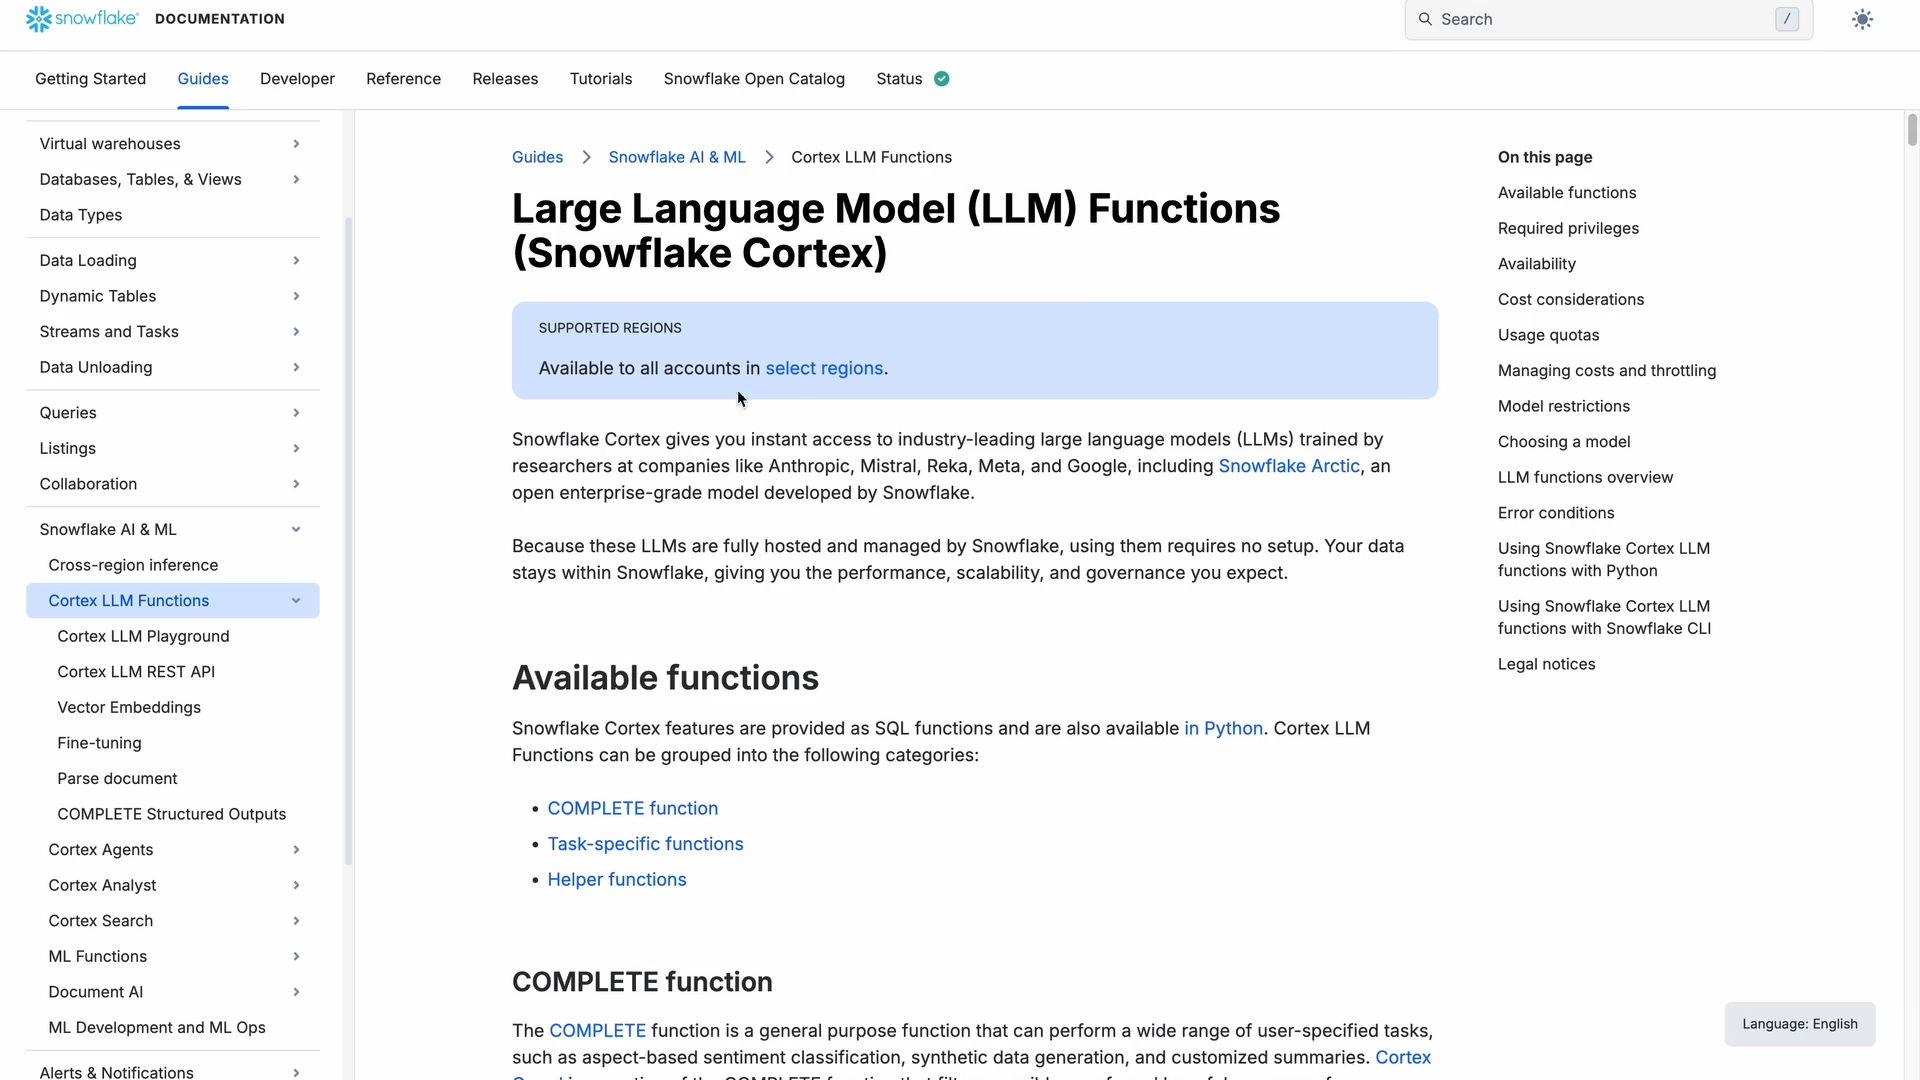 snowflake® DOCUMENTATION
Search /
Getting Started Guides Developer Reference Releases Tutorials Snowflake Open Catalog Status
Virtual warehouses
Databases, Tables, & Views
Data Types
Data Loading
Dynamic Tables
Streams and Tasks
Data Unloading
Queries
Listings
Collaboration
Snowflake AI & ML
Cross-region inference
Cortex LLM Functions
Cortex LLM Playground
Cortex LLM REST API
Vector Embeddings
Fine-tuning
Parse document
COMPLETE Structured Outputs
Cortex Agents
Cortex Analyst
Cortex Search
ML Functions
Document AI
ML Development and ML Ops
Alerts & Notifications
Guides > Snowflake AI & ML > Cortex LLM Functions
Large Language Model (LLM) Functions
(Snowflake Cortex)
SUPPORTED REGIONS
Available to all accounts in select regions.
Snowflake Cortex gives you instant access to industry-leading large language models (LLMs) trained by
researchers at companies like Anthropic, Mistral, Reka, Meta, and Google, including Snowflake Arctic, an
open enterprise-grade model developed by Snowflake.
Because these LLMs are fully hosted and managed by Snowflake, using them requires no setup. Your data
stays within Snowflake, giving you the performance, scalability, and governance you expect.
Available functions
Snowflake Cortex features are provided as SQL functions and are also available in Python. Cortex LLM
Functions can be grouped into the following categories:
• COMPLETE function
• Task-specific functions
• Helper functions
COMPLETE function
The COMPLETE function is a general purpose function that can perform a wide range of user-specified tasks,
such as aspect-based sentiment classification, synthetic data generation, and customized summaries. Cortex
On this page
Available functions
Required privileges
Availability
Cost considerations
Usage quotas
Managing costs and throttling
Model restrictions
Choosing a model
LLM functions overview
Error conditions
Using Snowflake Cortex LLM
functions with Python
Using Snowflake Cortex LLM
functions with Snowflake CLI
Legal notices
Language: English